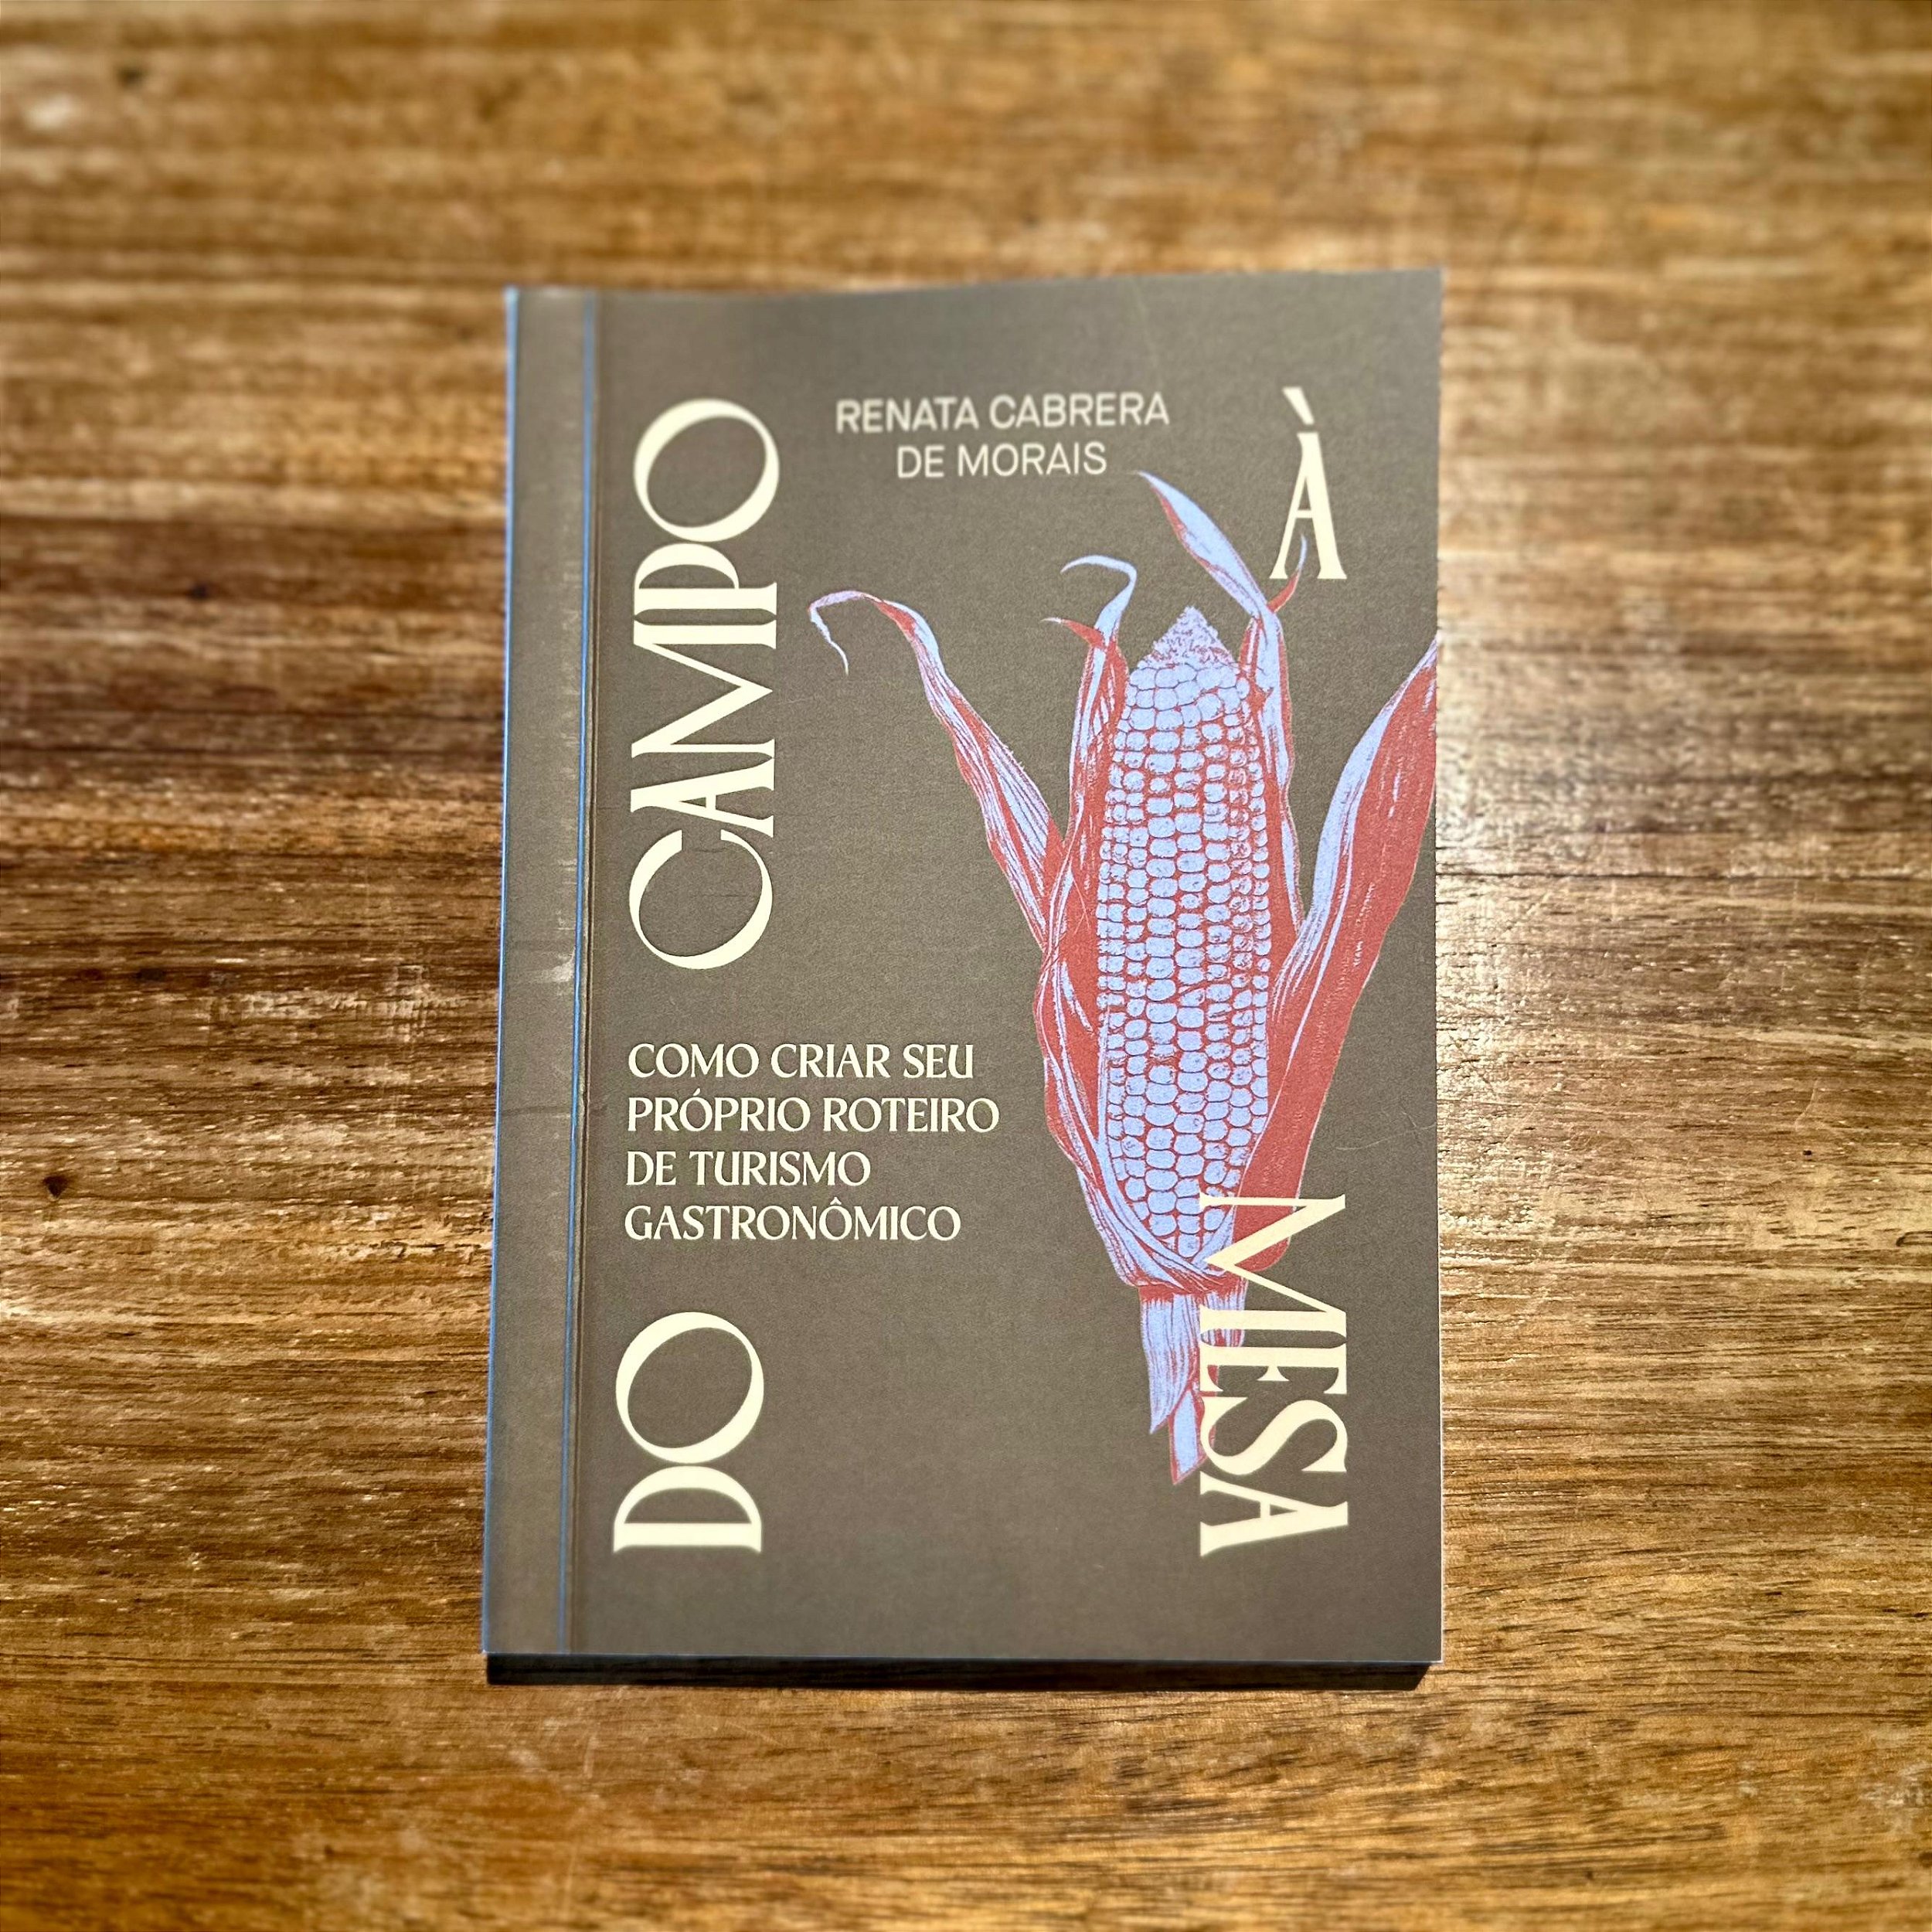 DO CAMPO
À
MESA
RENATA CABRERA
DE MORAIS
COMO CRIAR SEU
PRÓPRIO ROTEIRO
DE TURISMO
GASTRONÔMICO